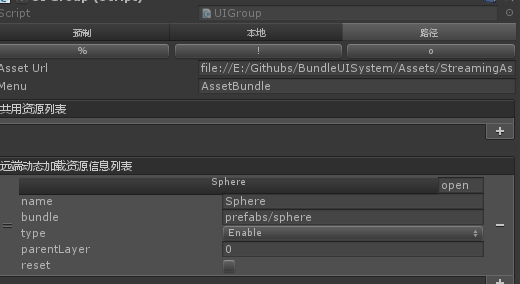 UI Group (Script)
Script UIGroup
预制 本地 路径
% ! o
Asset Url file://E:/Githubs/BundleUISystem/Assets/StreamingAs
Menu AssetBundle
共用资源列表
+
远端动态加载资源信息列表
Sphere open
name Sphere
bundle prefabs/sphere
type Enable
parentLayer 0
reset